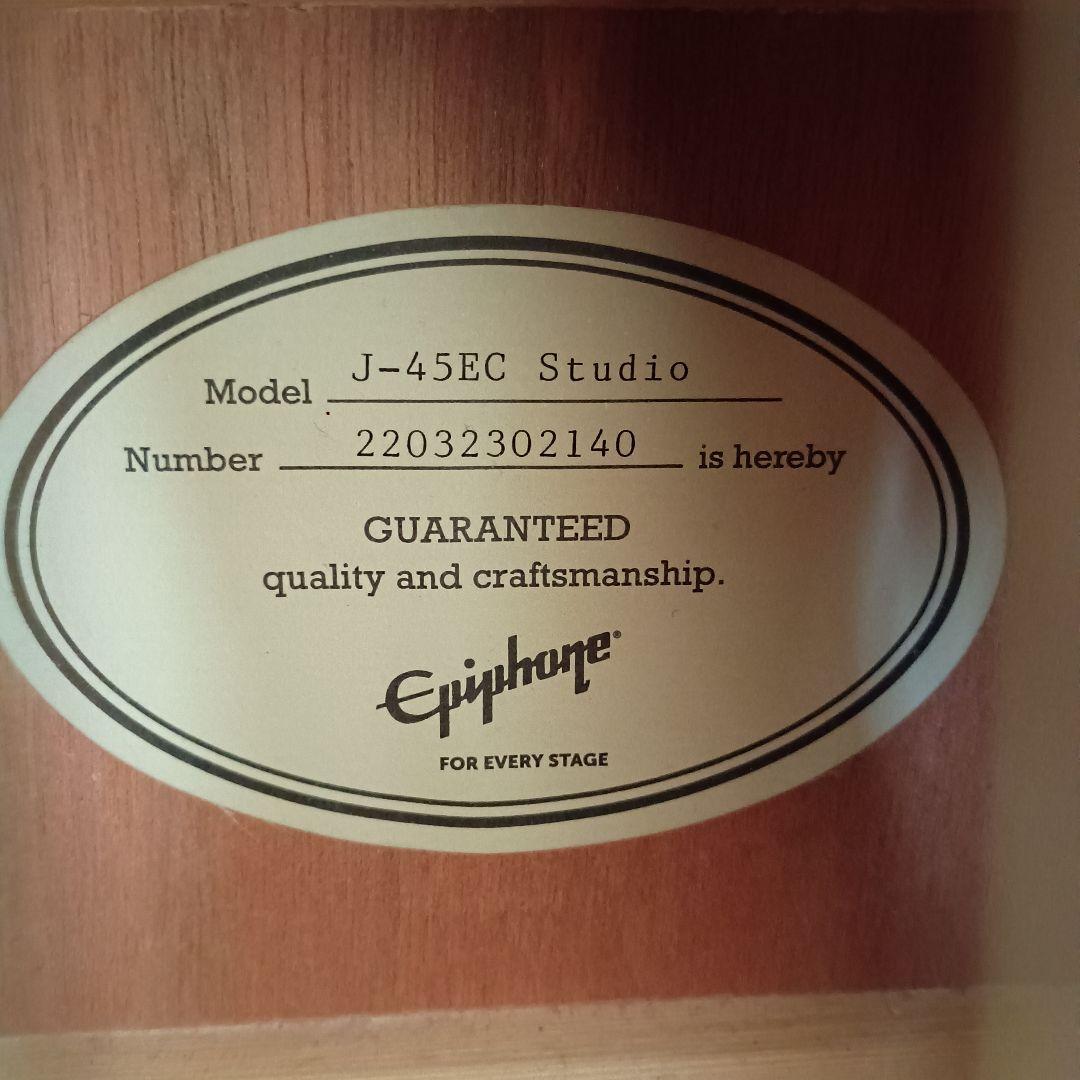 Model J-45EC Studio
Number 22032302140 is hereby
GUARANTEED
quality and craftsmanship.
Epiphone®
FOR EVERY STAGE